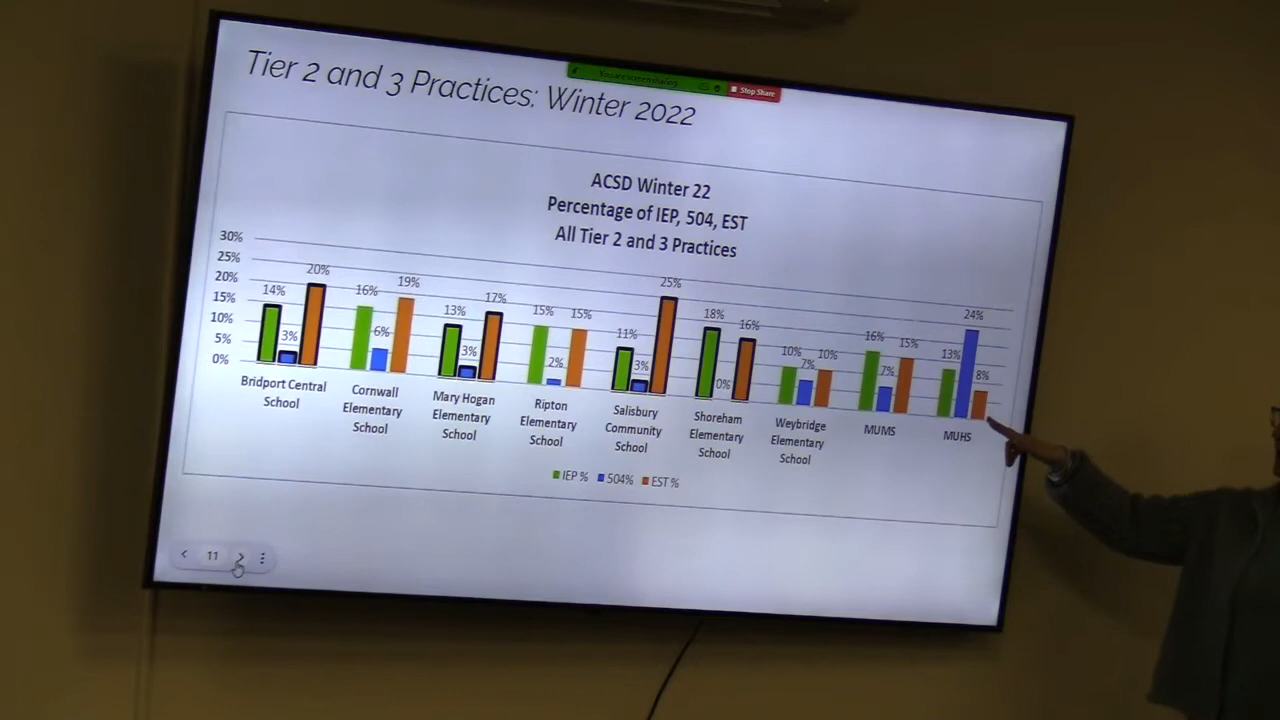 Tier 2 and 3 Practices: Winter 2022
You are screen sharing
Stop Share
ACSD Winter 22
Percentage of IEP, 504, EST
All Tier 2 and 3 Practices
30%
25%
20%
15%
10%
5%
0%
14% 3% 20%
16% 6% 19%
13% 3% 17%
15% 2% 15%
11% 3% 25%
18% 0% 16%
10% 7% 10%
16% 7% 15%
13% 24% 8%
Bridport Central
School
Cornwall
Elementary
School
Mary Hogan
Elementary
School
Ripton
Elementary
School
Salisbury
Community
School
Shoreham
Elementary
School
Weybridge
Elementary
School
MUMS
MUHS
IEP % 504% EST %
11